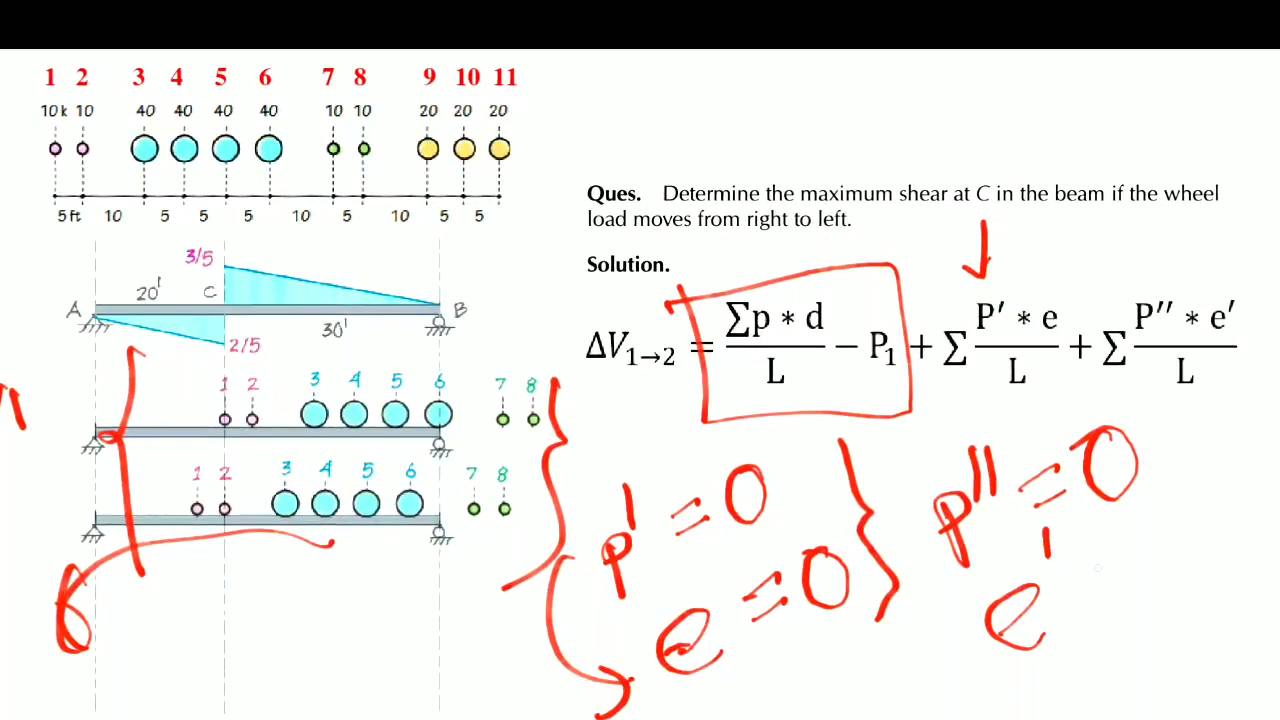 1 2 3 4 5 6 7 8 9 10 11
10 k 10 40 40 40 40 10 10 20 20 20
5 ft 10 5 5 5 10 5 10 5 5
Ques. Determine the maximum shear at C in the beam if the wheel
load moves from right to left.
Solution.
3/5
20' C
A B
30'
2/5
ΔV₁→₂ = ∑p * d / L − P₁ + ∑ P′ * e / L + ∑ P″ * e′ / L
1 2 3 4 5 6 7 8
1 2 3 4 5 6 7 8
6
p' = 0
e = 0
p'' = 0
e'